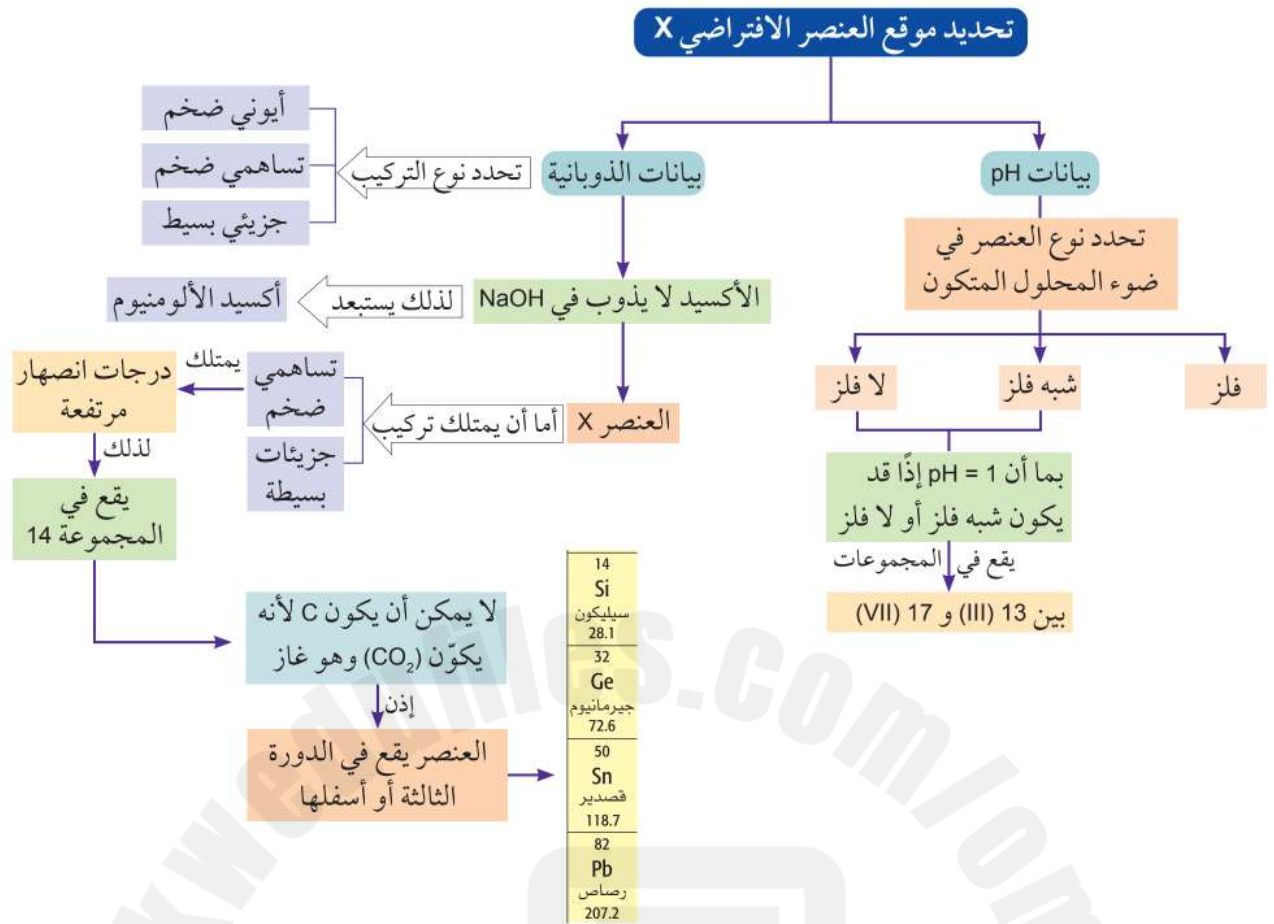 تحديد موقع العنصر الافتراضي X
بيانات pH
تحدد نوع العنصر في
ضوء المحلول المتكون
فلز
شبه فلز
لا فلز
بما أن pH = 1 إذًا قد
يكون شبه فلز أو لا فلز
يقع في المجموعات
بين 13 (III) و 17 (VII)
بيانات الذوبانية
تحدد نوع التركيب
أيوني ضخم
تساهمي ضخم
جزيئي بسيط
الأكسيد لا يذوب في NaOH
لذلك يستبعد
أكسيد الألومنيوم
العنصر X
أما أن يمتلك تركيب
تساهمي
ضخم
جزيئات
بسيطة
يمتلك
درجات انصهار
مرتفعة
لذلك
يقع في
المجموعة 14
لا يمكن أن يكون C لأنه
يكوّن (CO₂) وهو غاز
إذن
العنصر يقع في الدورة
الثالثة أو أسفلها
14
Si
سيليكون
28.1
32
Ge
جيرمانيوم
72.6
50
Sn
قصدير
118.7
82
Pb
رصاص
207.2